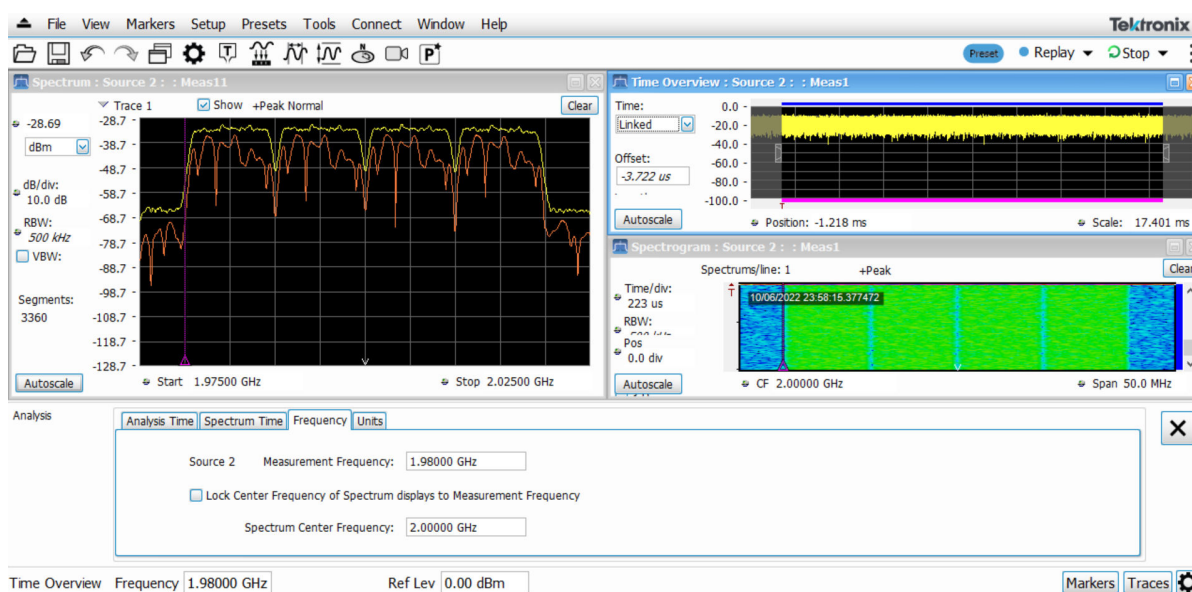 File View Markers Setup Presets Tools Connect Window Help
Tektronix
Preset Replay Stop
Spectrum : Source 2 : : Meas11
Trace 1 Show +Peak Normal Clear
-28.69
dBm
dB/div:
10.0 dB
RBW:
500 kHz
VBW:
Segments:
3360
Autoscale
-28.7
-38.7
-48.7
-58.7
-68.7
-78.7
-88.7
-98.7
-108.7
-118.7
-128.7
Start 1.97500 GHz Stop 2.02500 GHz
Time Overview : Source 2 : : Meas1
Time:
Linked
Offset:
-3.722 us
Autoscale
0.0
-20.0
-40.0
-60.0
-80.0
-100.0
T
Position: -1.218 ms Scale: 17.401 ms
Spectrogram : Source 2 : : Meas1
Spectrums/line: 1 +Peak Clear
Time/div:
223 us
RBW:
Pos
0.0 div
Autoscale
T
10/06/2022 23:58:15.377472
CF 2.00000 GHz Span 50.0 MHz
Analysis
Analysis Time Spectrum Time Frequency Units
Source 2 Measurement Frequency: 1.98000 GHz
Lock Center Frequency of Spectrum displays to Measurement Frequency
Spectrum Center Frequency: 2.00000 GHz
Time Overview Frequency 1.98000 GHz Ref Lev 0.00 dBm
Markers Traces